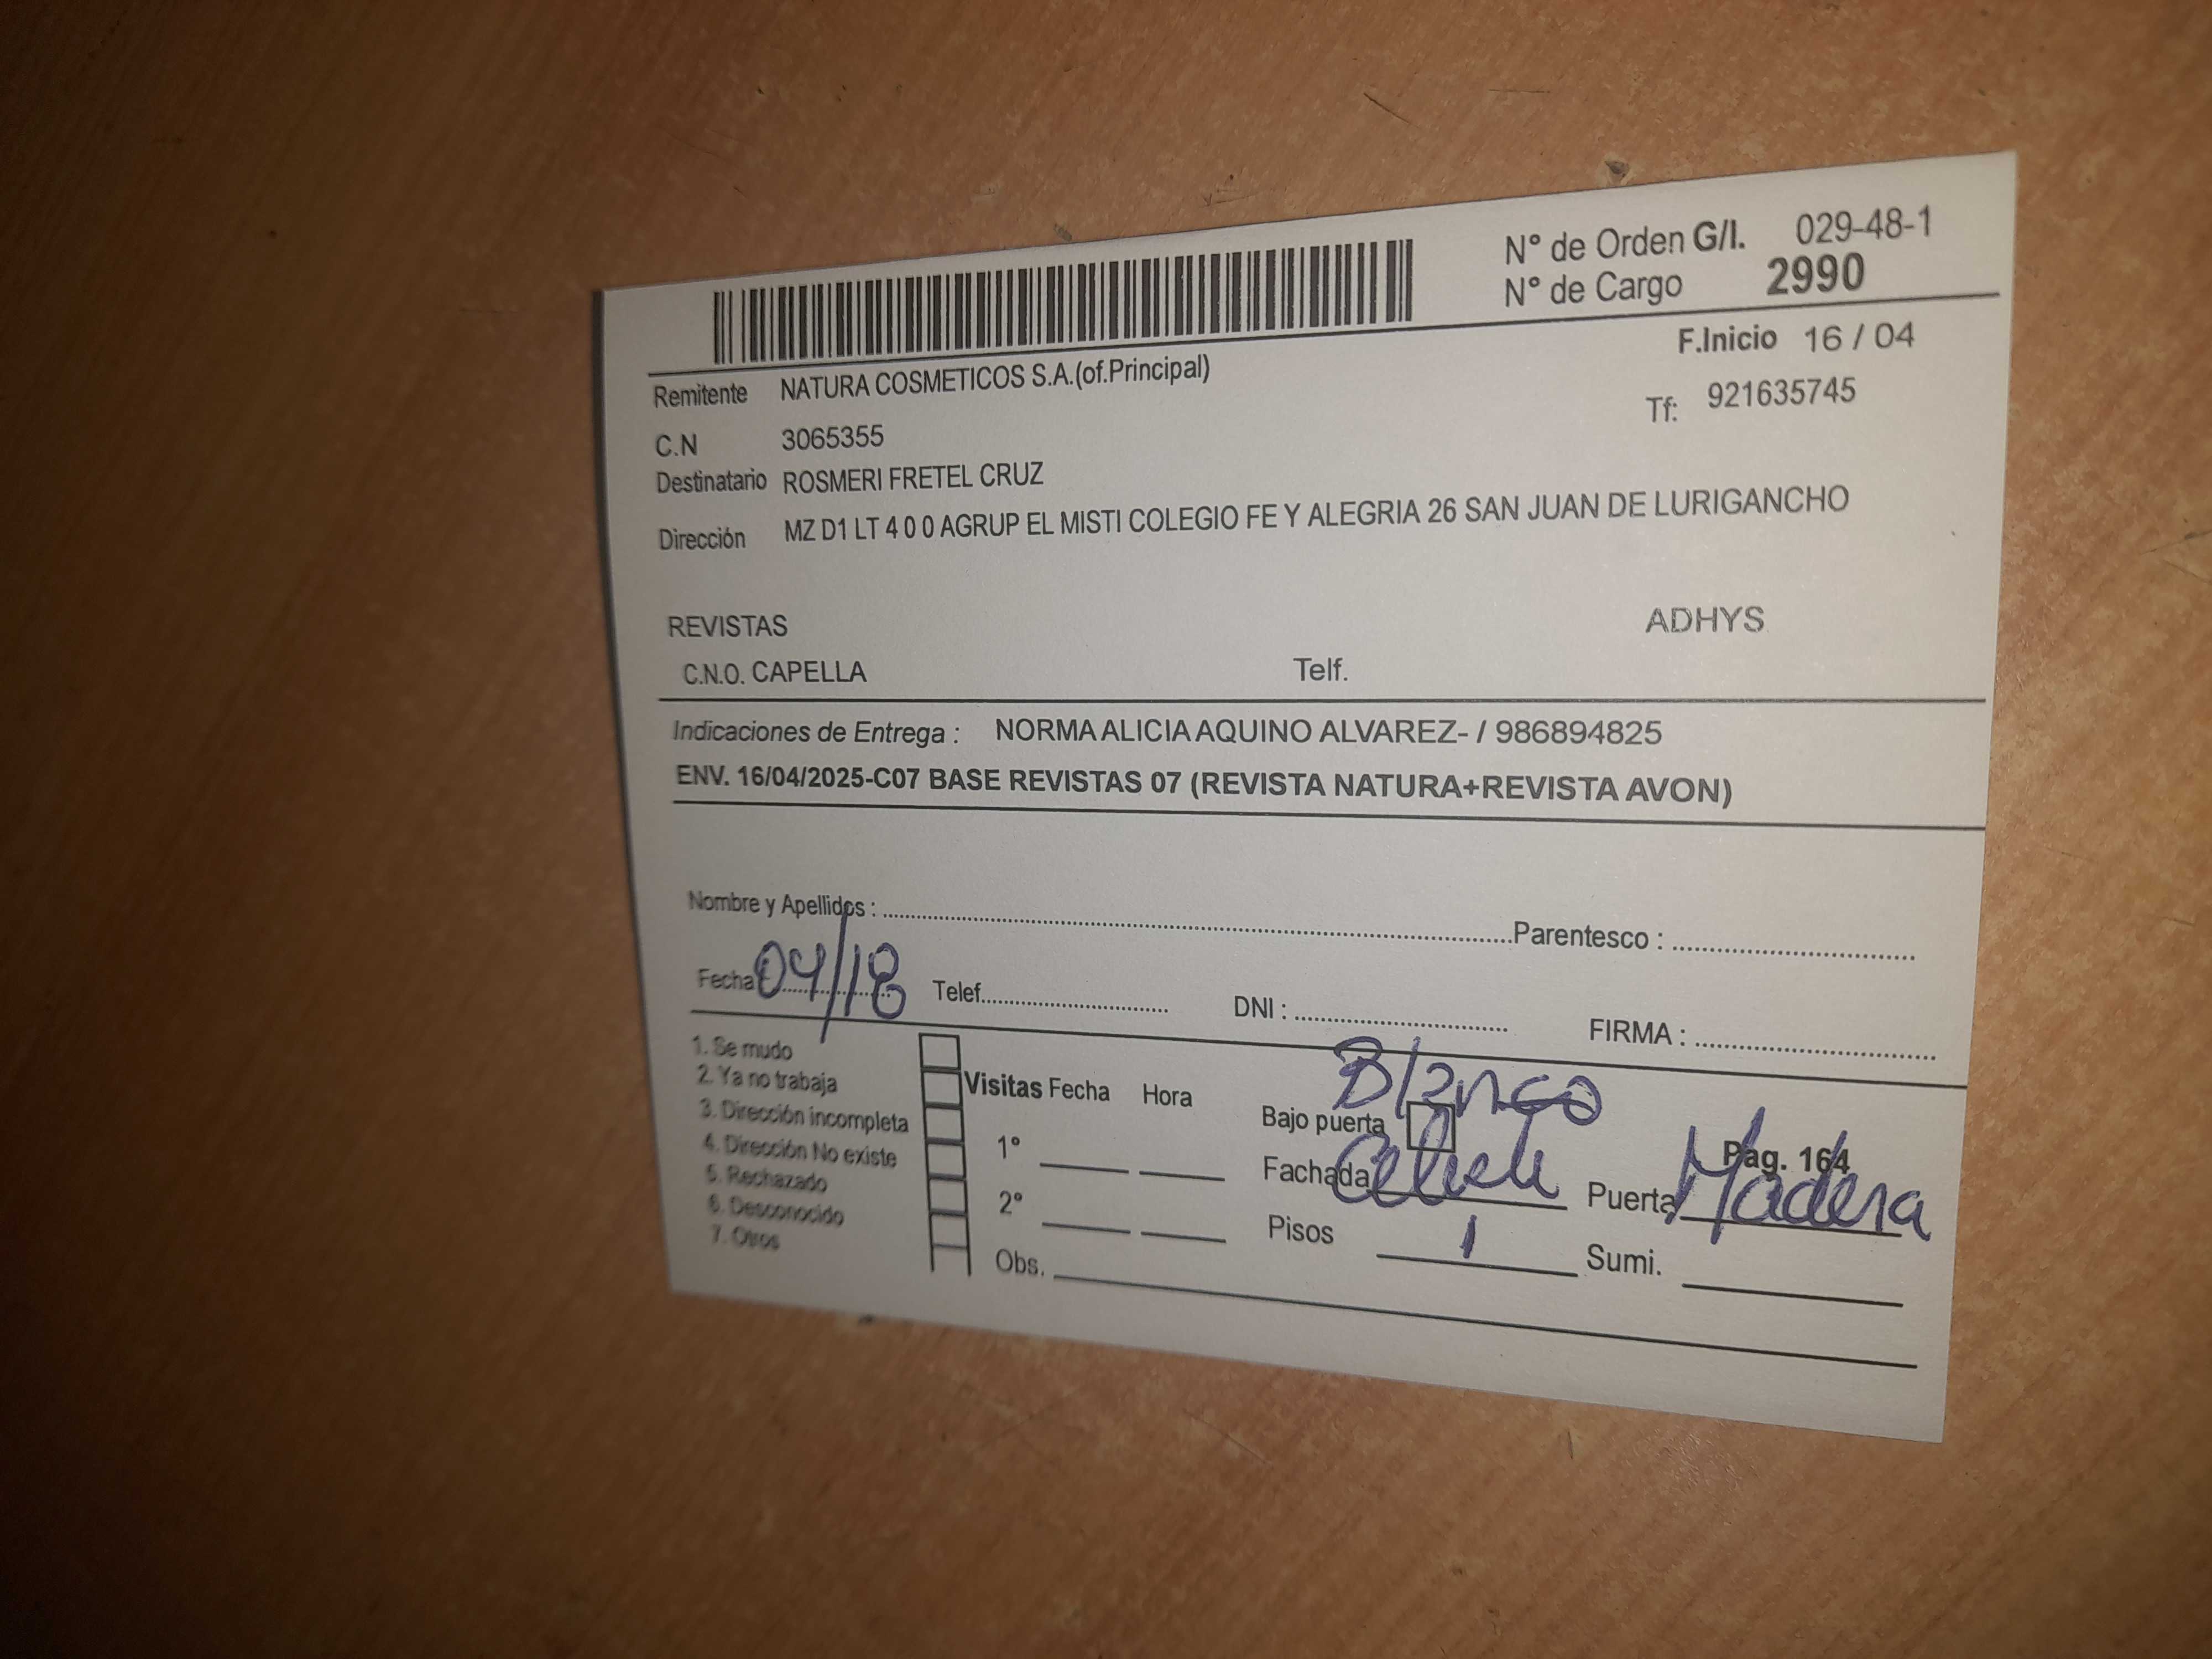 N° de Orden G/I. 029-48-1
N° de Cargo 2990
F.Inicio 16 / 04
Remitente NATURA COSMETICOS S.A.(of.Principal)
Tf: 921635745
C.N 3065355
Destinatario ROSMERI FRETEL CRUZ
Dirección MZ D1 LT 4 0 0 AGRUP EL MISTI COLEGIO FE Y ALEGRIA 26 SAN JUAN DE LURIGANCHO
REVISTAS ADHYS
C.N.O. CAPELLA Telf.
Indicaciones de Entrega : NORMA ALICIA AQUINO ALVAREZ- / 986894825
ENV. 16/04/2025-C07 BASE REVISTAS 07 (REVISTA NATURA+REVISTA AVON)
Nombre y Apellidos : Parentesco :
Fecha 04/18 Telef. DNI : FIRMA :
1. Se mudo
2. Ya no trabaja
3. Dirección incompleta
4. Dirección No existe
5. Rechazado
6. Desconocido
7. Otros
Visitas Fecha Hora
1°
2°
Obs.
Blanco
Bajo puerta
Pag. 164
Fachada Celeste Puerta Madera
Pisos 1 Sumi.